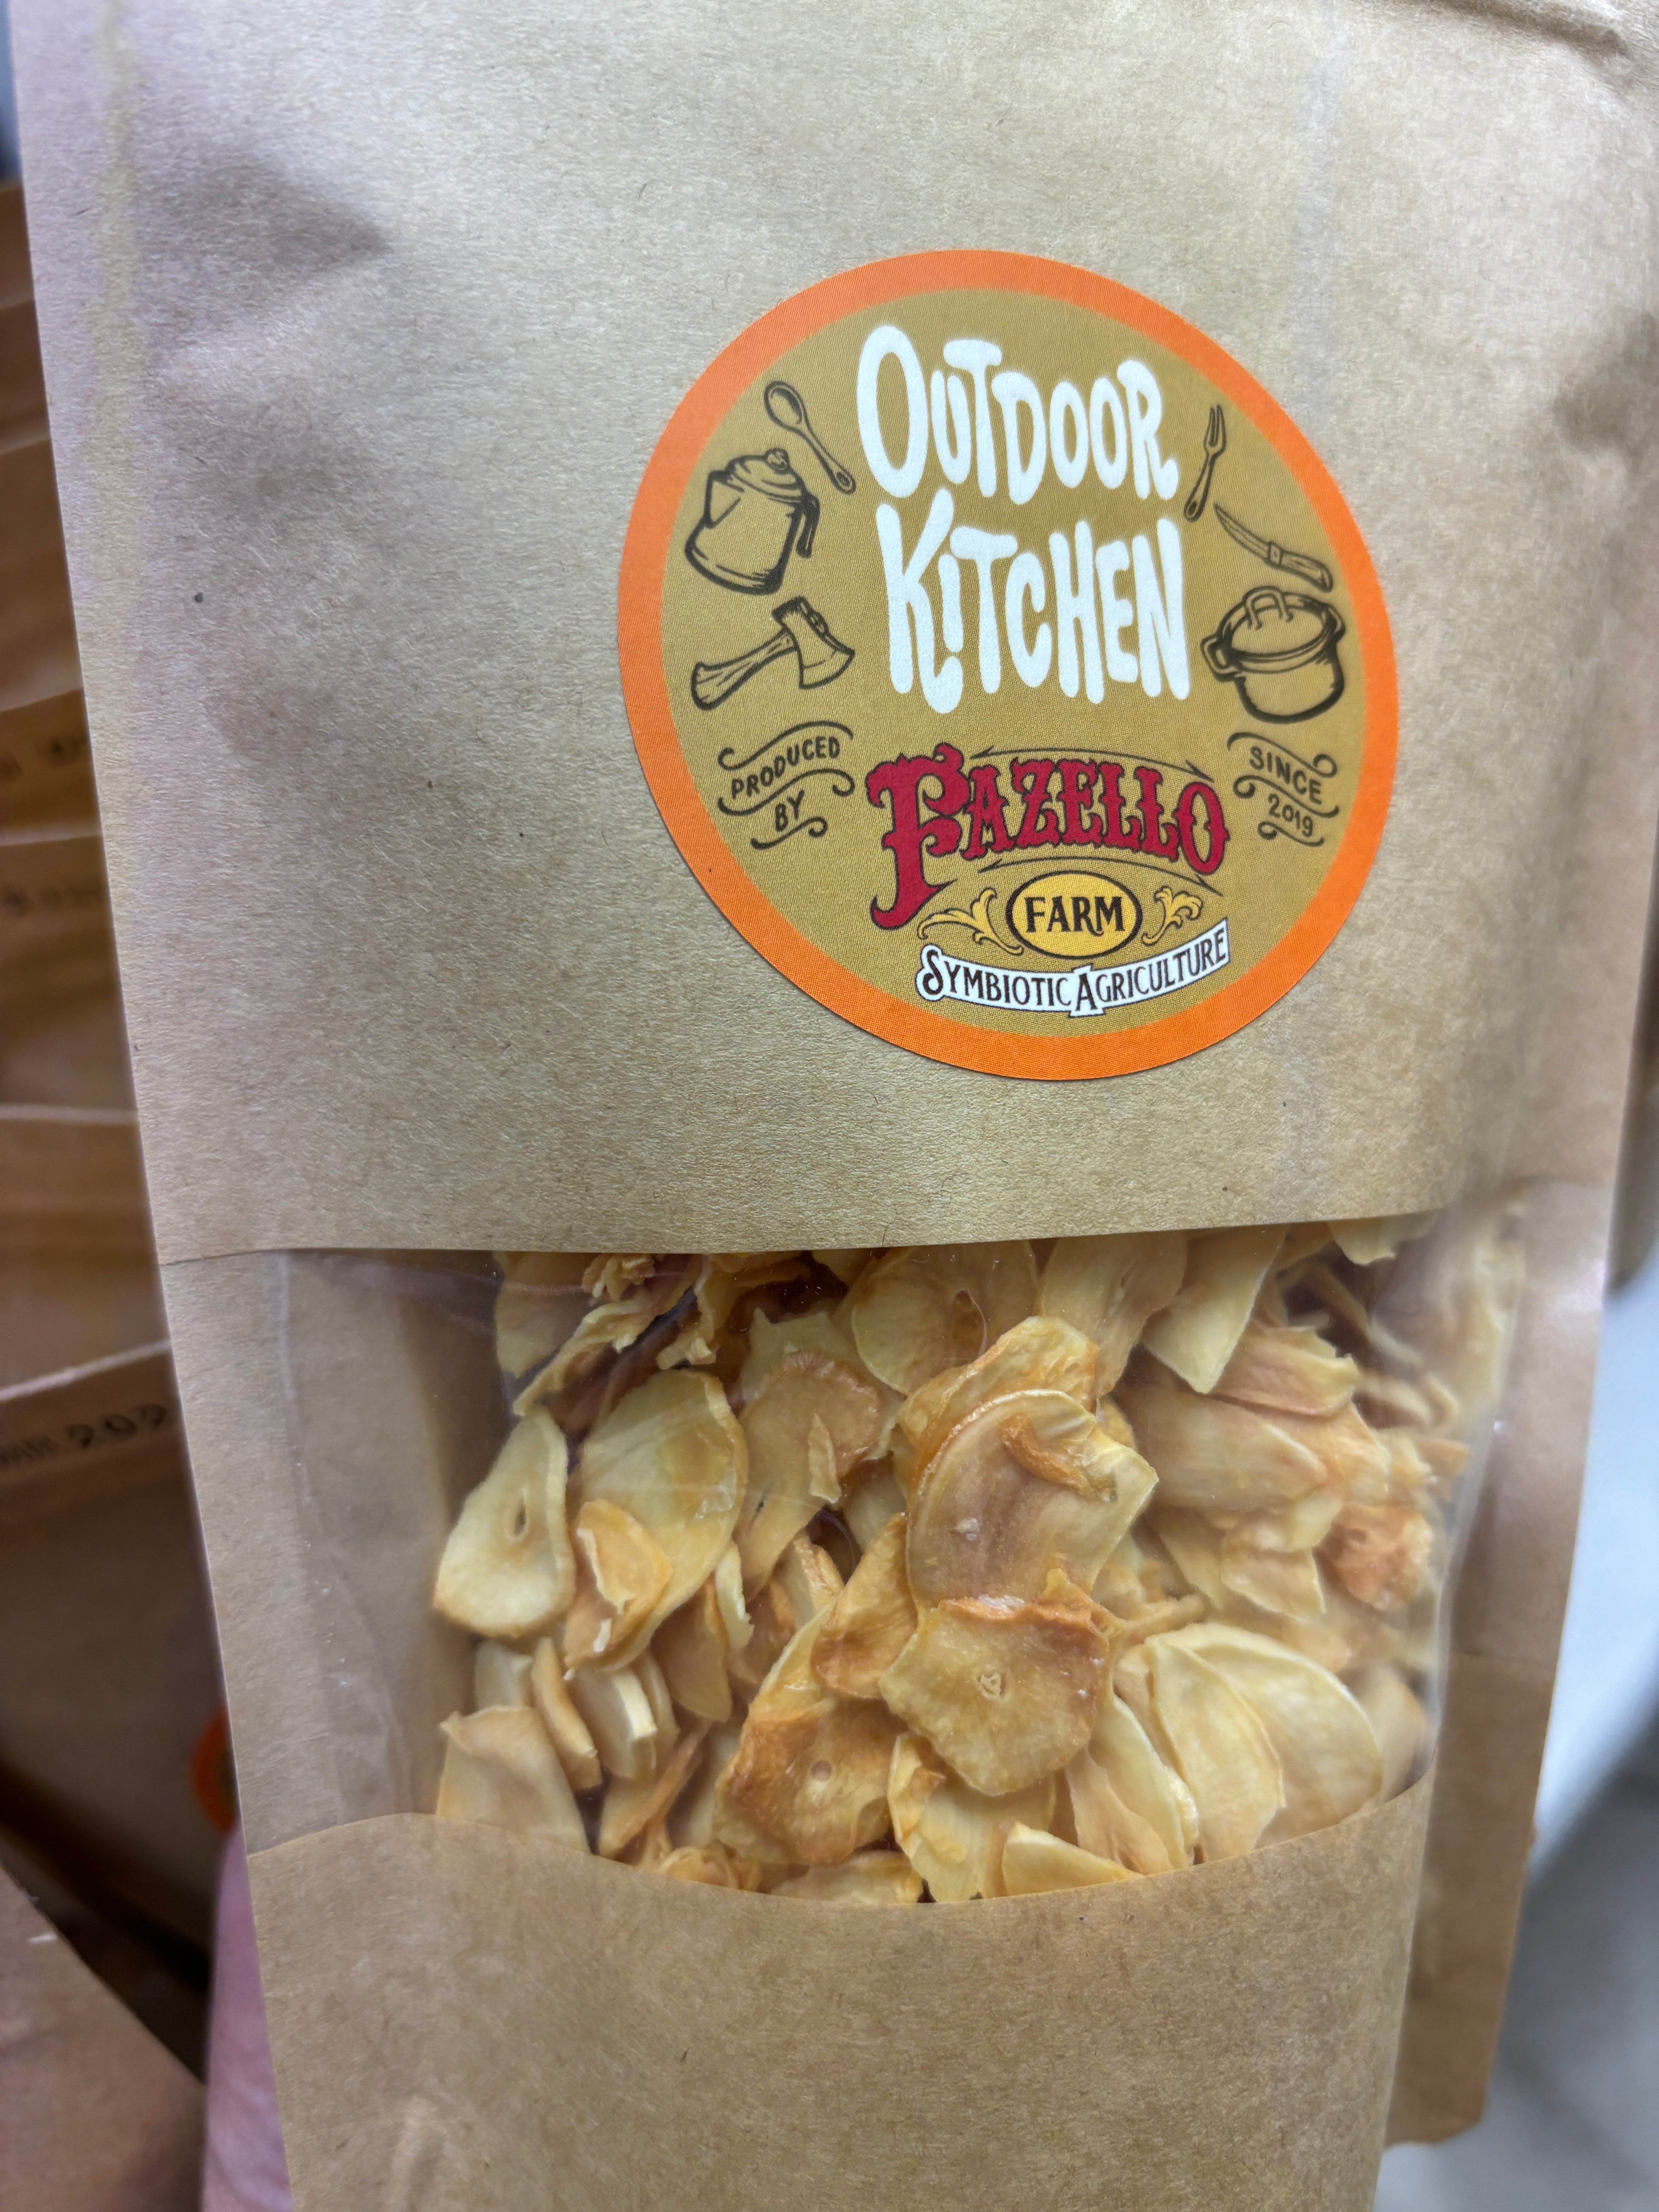 OUTDOOR
KITCHEN
PRODUCED
BY
FAZELLO
SINCE
2019
FARM
SYMBIOTIC AGRICULTURE